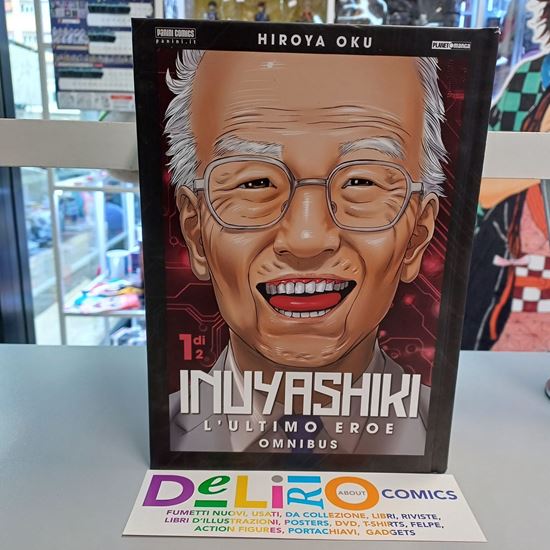 PANINI COMICS
panini.it
HIROYA OKU
PLANET manga
1 di 2
INUYASHIKI
L'ULTIMO EROE
OMNIBUS
DeLiRiO ABOUT COMICS
FUMETTI NUOVI, USATI, DA COLLEZIONE, LIBRI, RIVISTE,
LIBRI D'ILLUSTRAZIONI, POSTERS, DVD, T-SHIRTS, FELPE,
ACTION FIGURES, PORTACHIAVI, GADGETS